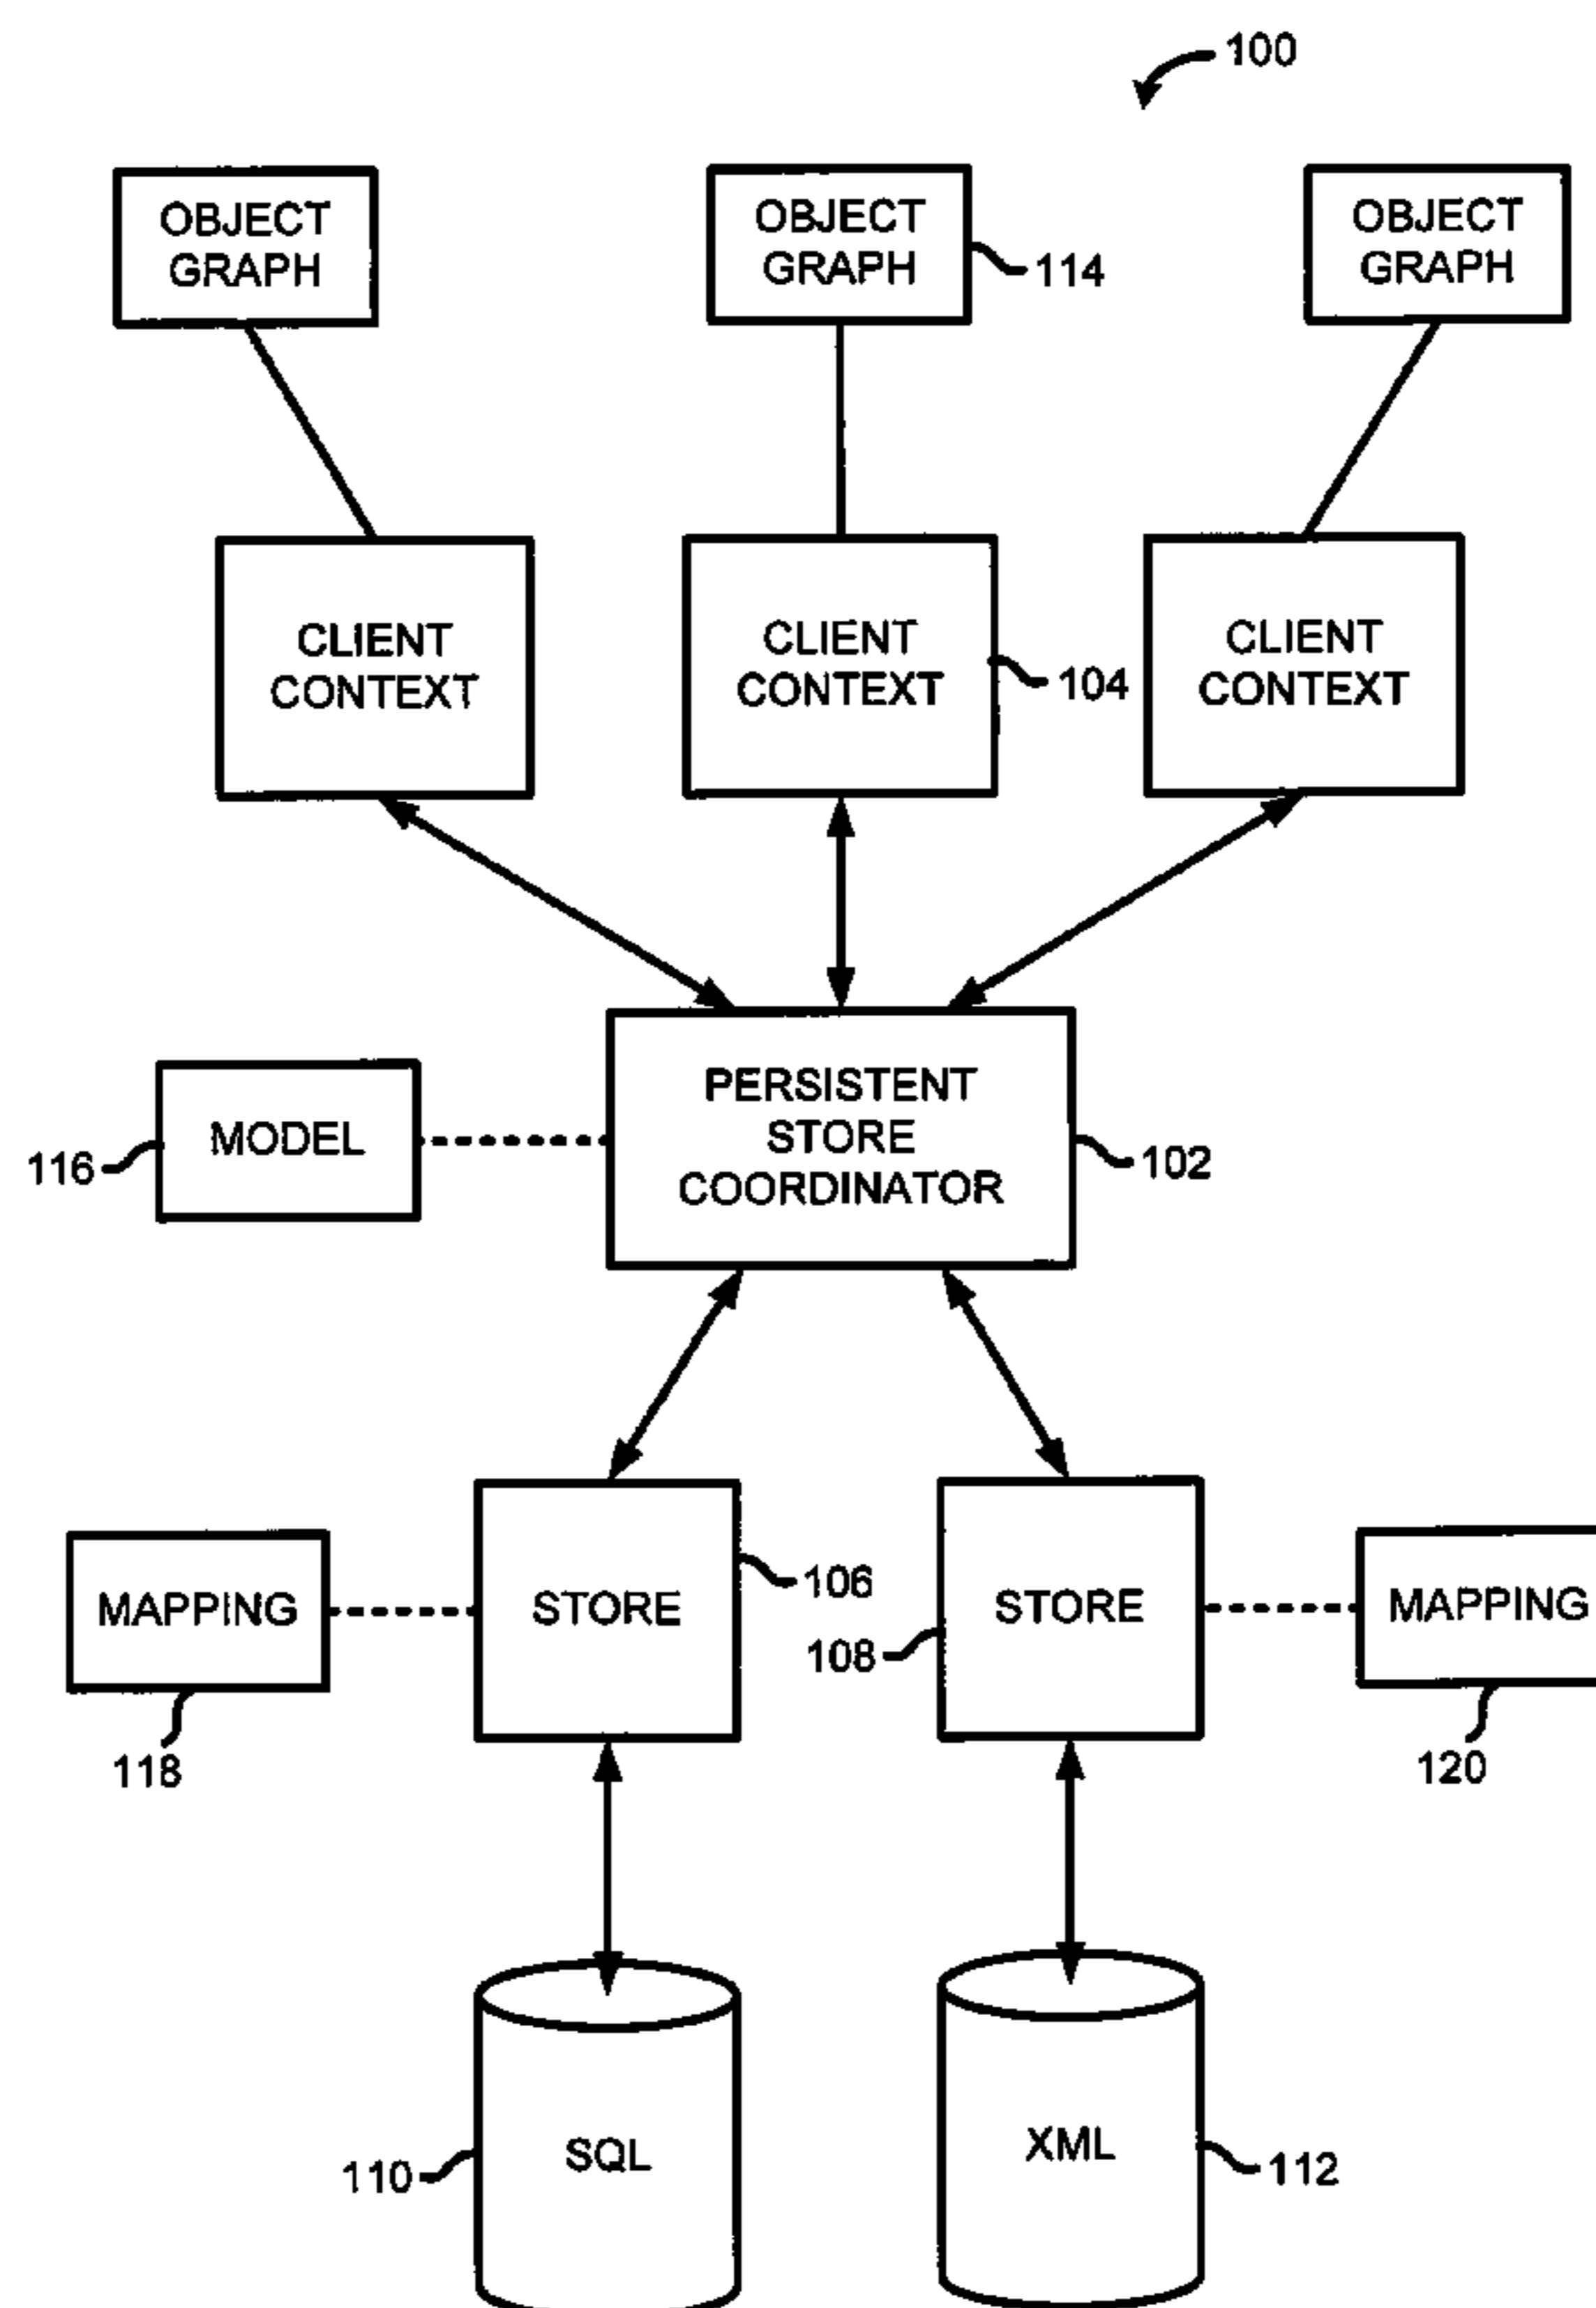 100
OBJECT
GRAPH
OBJECT
GRAPH
114
OBJECT
GRAPH
CLIENT
CONTEXT
CLIENT
CONTEXT
104
CLIENT
CONTEXT
PERSISTENT
STORE
COORDINATOR
102
MODEL
116
MAPPING
118
STORE
106
STORE
108
MAPPING
120
SQL
110
XML
112